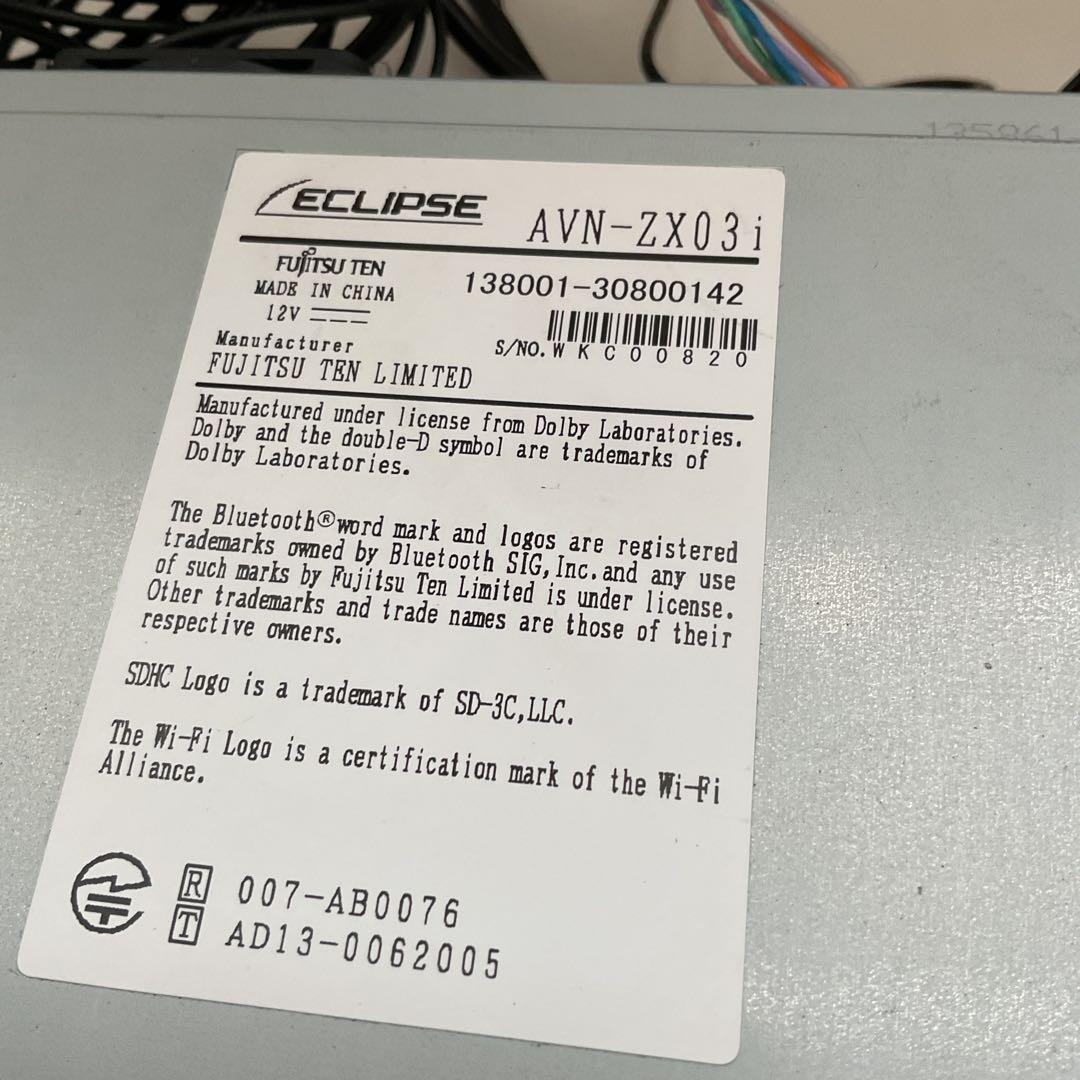 ECLIPSE AVN-ZX03i
FUJITSU TEN
MADE IN CHINA
12V
138001-30800142
S/NO. WKC00820
Manufacturer
FUJITSU TEN LIMITED
Manufactured under license from Dolby Laboratories.
Dolby and the double-D symbol are trademarks of
Dolby Laboratories.
The Bluetooth®word mark and logos are registered
trademarks owned by Bluetooth SIG,Inc.and any use
of such marks by Fujitsu Ten Limited is under license.
Other trademarks and trade names are those of their
respective owners.
SDHC Logo is a trademark of SD-3C,LLC.
The Wi-Fi Logo is a certification mark of the Wi-Fi
Alliance.
R 007-AB0076
T AD13-0062005